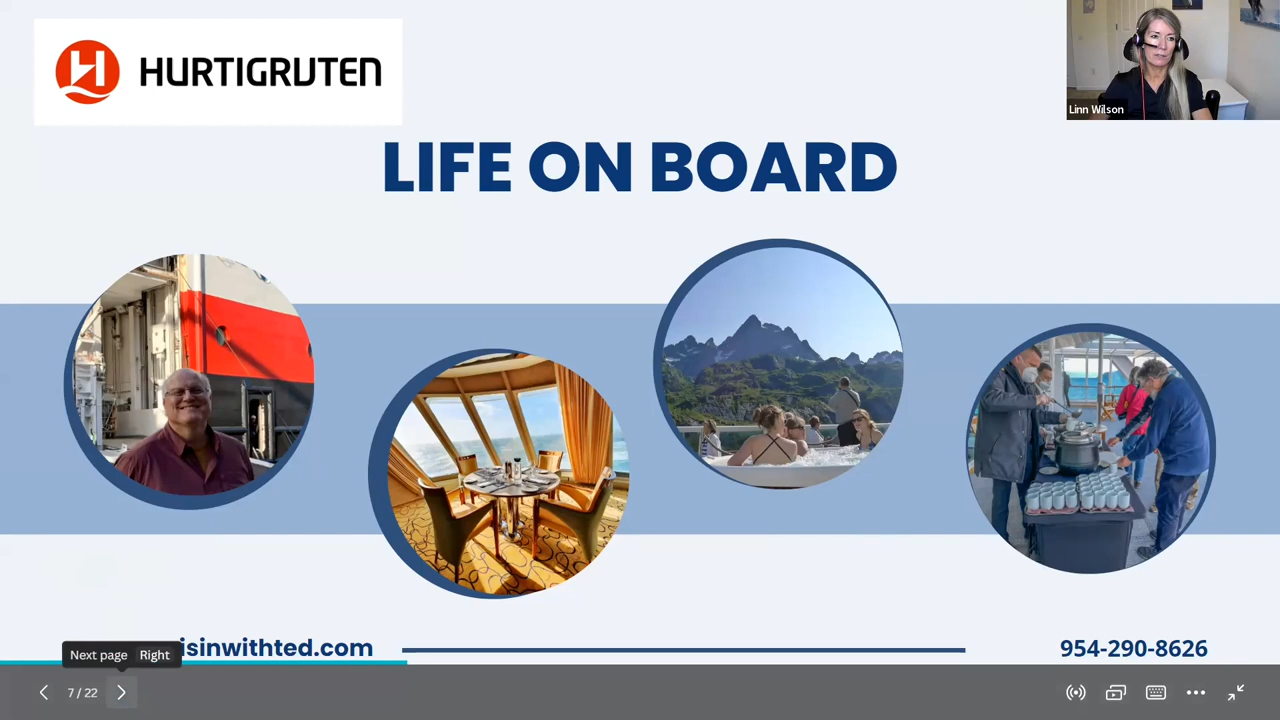 HURTIGRUTEN
Linn Wilson
LIFE ON BOARD
isinwithted.com
954-290-8626
Next page Right
7 / 22